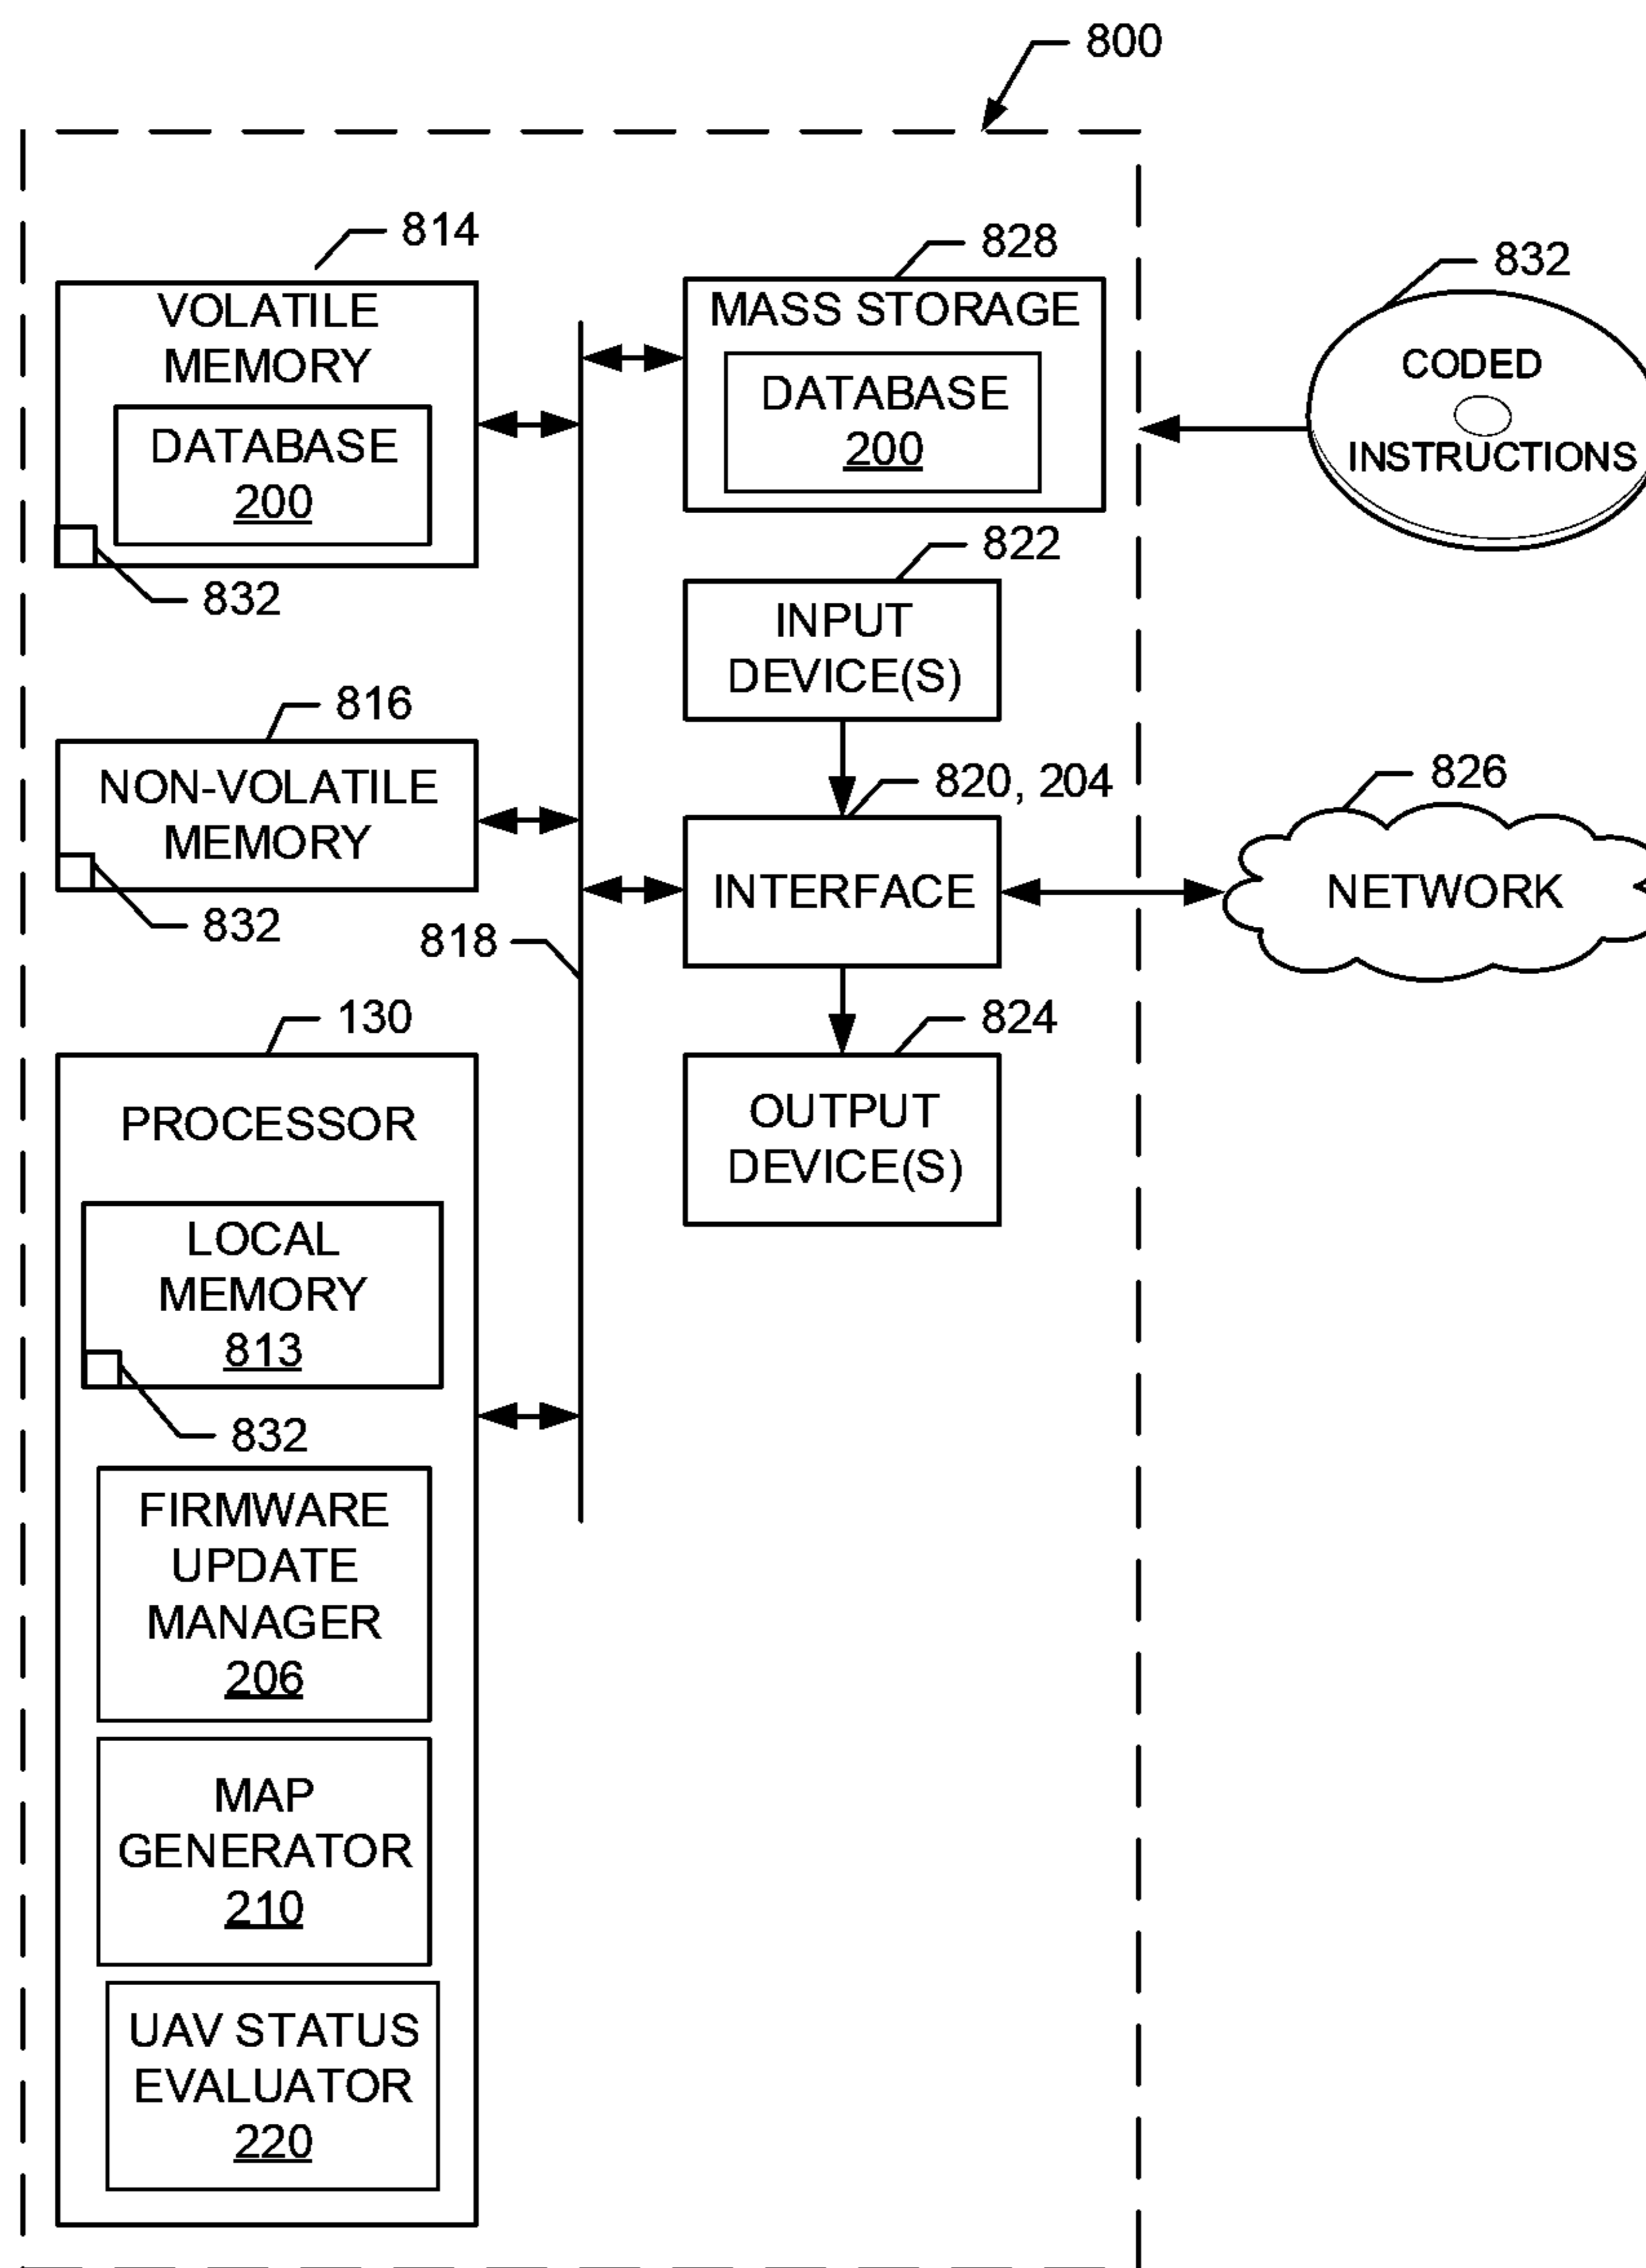 800
814
VOLATILE
MEMORY
DATABASE
200
832
828
MASS STORAGE
DATABASE
200
832
CODED
INSTRUCTIONS
822
INPUT
DEVICE(S)
816
NON-VOLATILE
MEMORY
832
820, 204
INTERFACE
826
NETWORK
818
824
OUTPUT
DEVICE(S)
130
PROCESSOR
LOCAL
MEMORY
813
832
FIRMWARE
UPDATE
MANAGER
206
MAP
GENERATOR
210
UAV STATUS
EVALUATOR
220